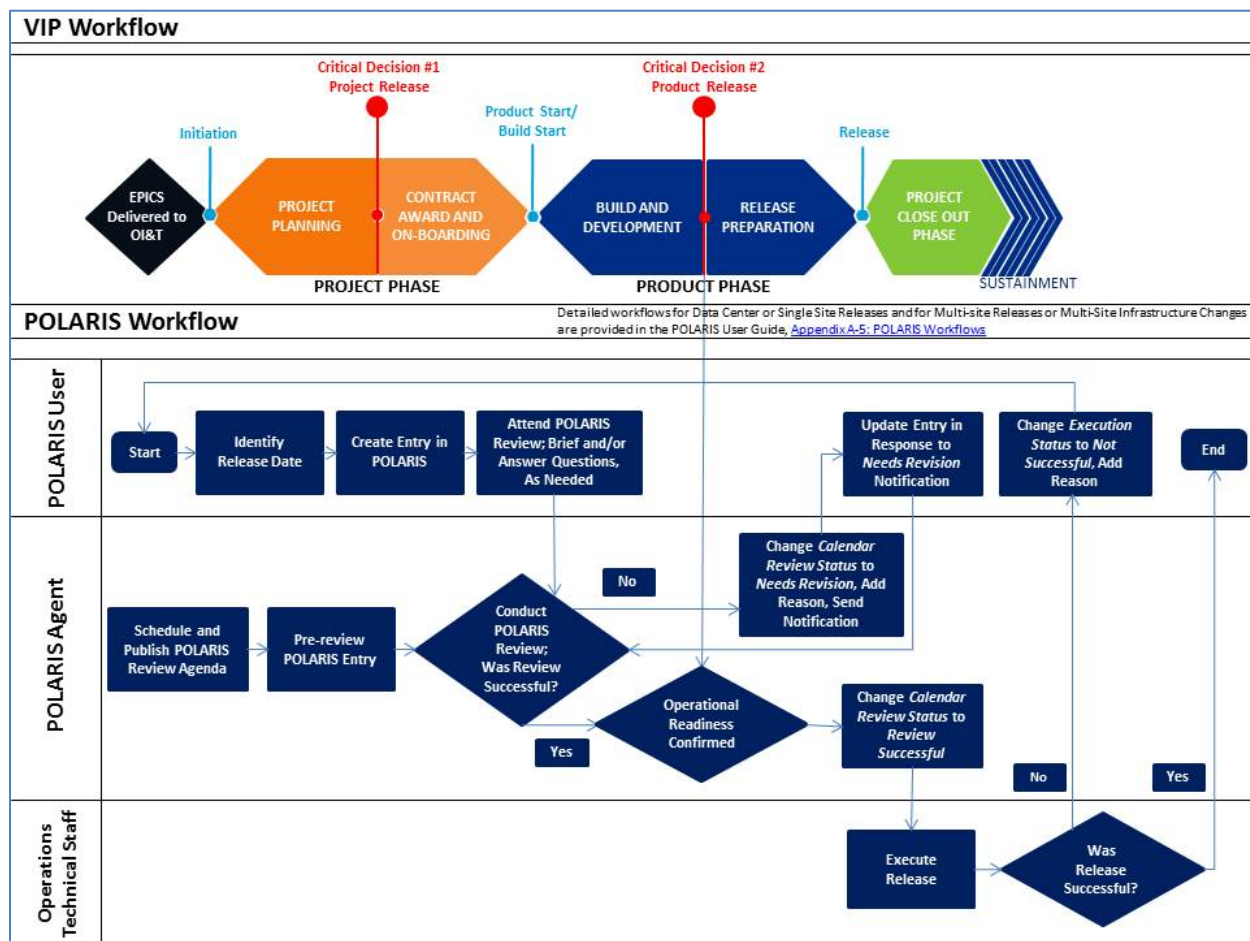 VIP Workflow
Critical Decision #1
Project Release
Critical Decision #2
Product Release
Initiation
Product Start/
Build Start
Release
EPICS
Delivered to
OI&T
PROJECT
PLANNING
CONTRACT
AWARD AND
ON-BOARDING
BUILD AND
DEVELOPMENT
RELEASE
PREPARATION
PROJECT
CLOSE OUT
PHASE
PROJECT PHASE
PRODUCT PHASE
SUSTAINMENT
POLARIS Workflow
Detailed workflows for Data Center or Single Site Releases and for Multi-site Releases or Multi-Site Infrastructure Changes
are provided in the POLARIS User Guide, Appendix A-5: POLARIS Workflows
POLARIS User
Start
Identify
Release Date
Create Entry in
POLARIS
Attend POLARIS
Review; Brief and/or
Answer Questions,
As Needed
Update Entry in
Response to
Needs Revision
Notification
Change Execution
Status to Not
Successful, Add
Reason
End
POLARIS Agent
Schedule and
Publish POLARIS
Review Agenda
Pre-review
POLARIS Entry
Conduct
POLARIS
Review;
Was Review
Successful?
No
Change Calendar
Review Status to
Needs Revision, Add
Reason, Send
Notification
Yes
Operational
Readiness
Confirmed
Change Calendar
Review Status to
Review
Successful
No
Yes
Operations
Technical Staff
Execute
Release
Was
Release
Successful?